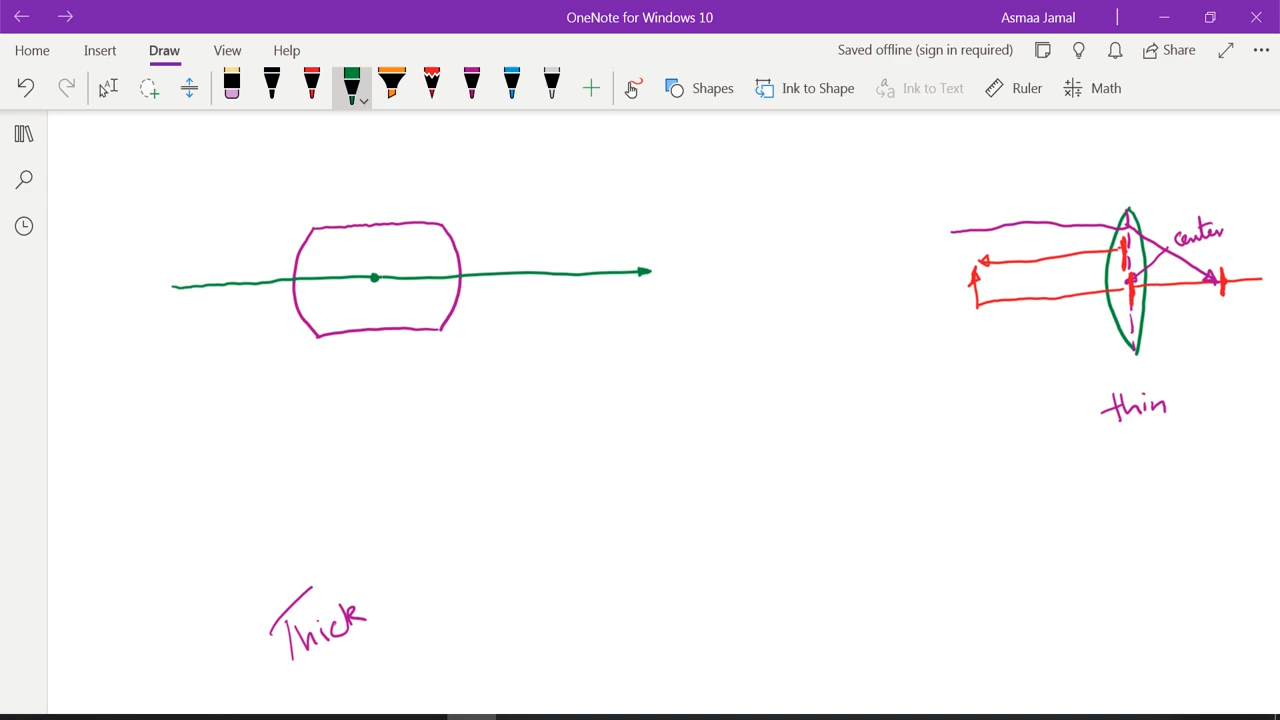 OneNote for Windows 10
Asmaa Jamal
Home
Insert
Draw
View
Help
Saved offline (sign in required)
Share
Shapes
Ink to Shape
Ink to Text
Ruler
Math
center
thin
Thick